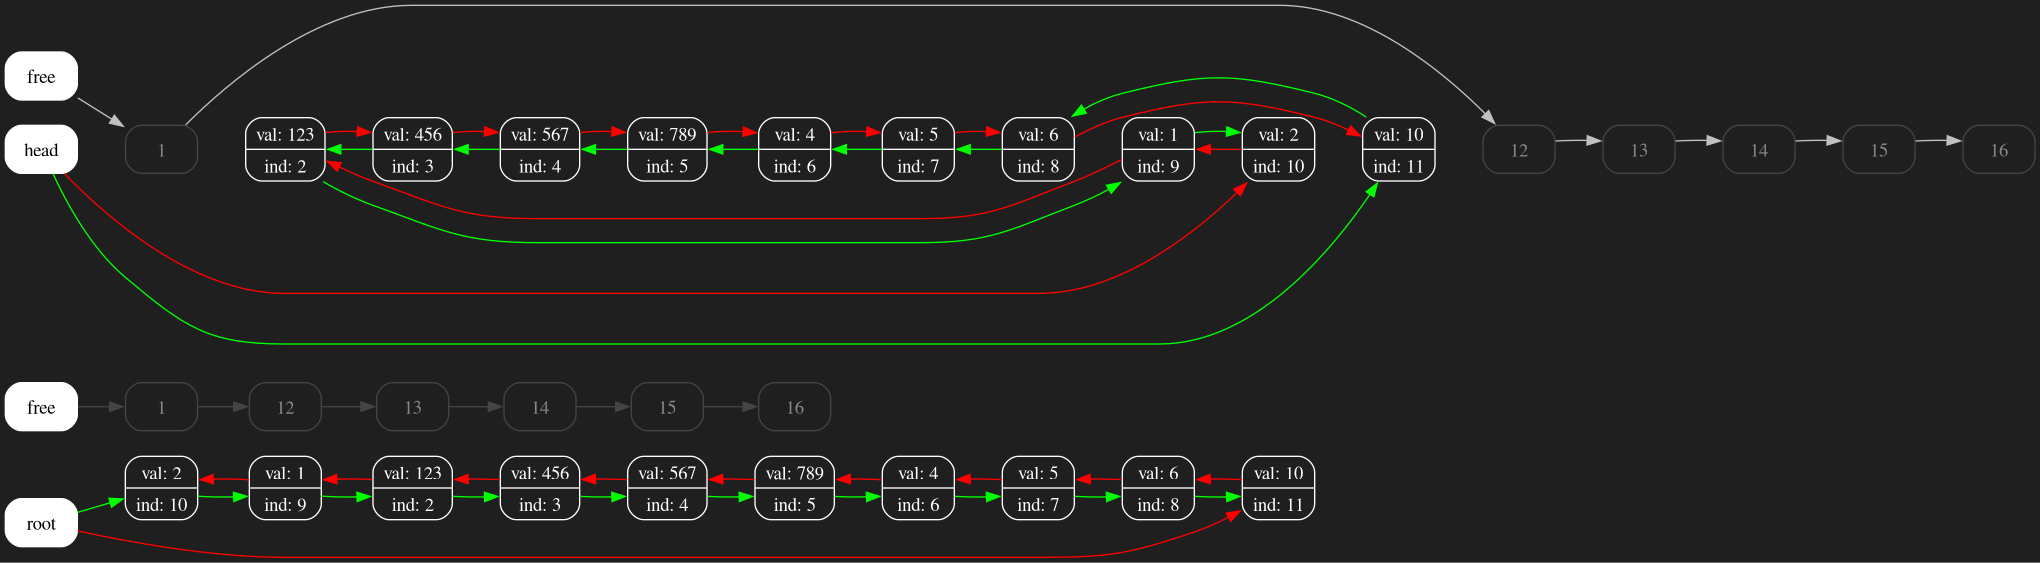 free
head
1
val: 123
ind: 2
val: 456
ind: 3
val: 567
ind: 4
val: 789
ind: 5
val: 4
ind: 6
val: 5
ind: 7
val: 6
ind: 8
val: 1
ind: 9
val: 2
ind: 10
val: 10
ind: 11
12
13
14
15
16
free
1
12
13
14
15
16
root
val: 2
ind: 10
val: 1
ind: 9
val: 123
ind: 2
val: 456
ind: 3
val: 567
ind: 4
val: 789
ind: 5
val: 4
ind: 6
val: 5
ind: 7
val: 6
ind: 8
val: 10
ind: 11